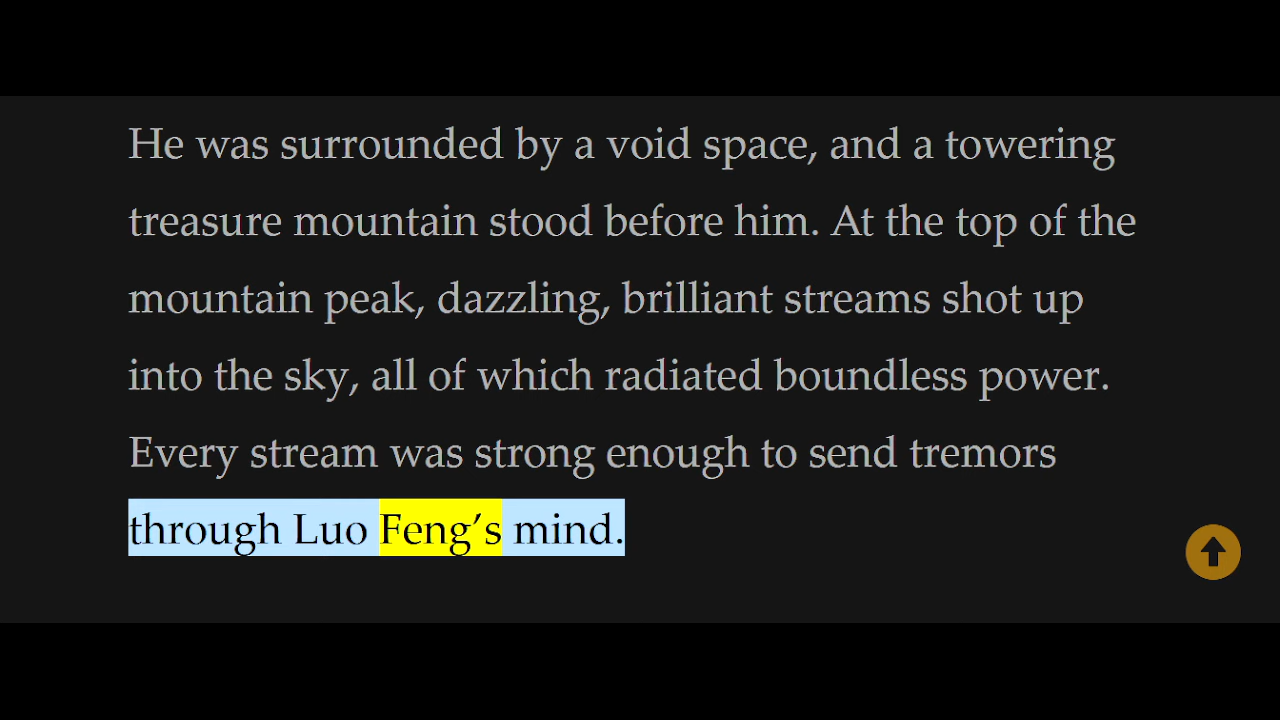 He was surrounded by a void space, and a towering
treasure mountain stood before him. At the top of the
mountain peak, dazzling, brilliant streams shot up
into the sky, all of which radiated boundless power.
Every stream was strong enough to send tremors
through Luo Feng’s mind.